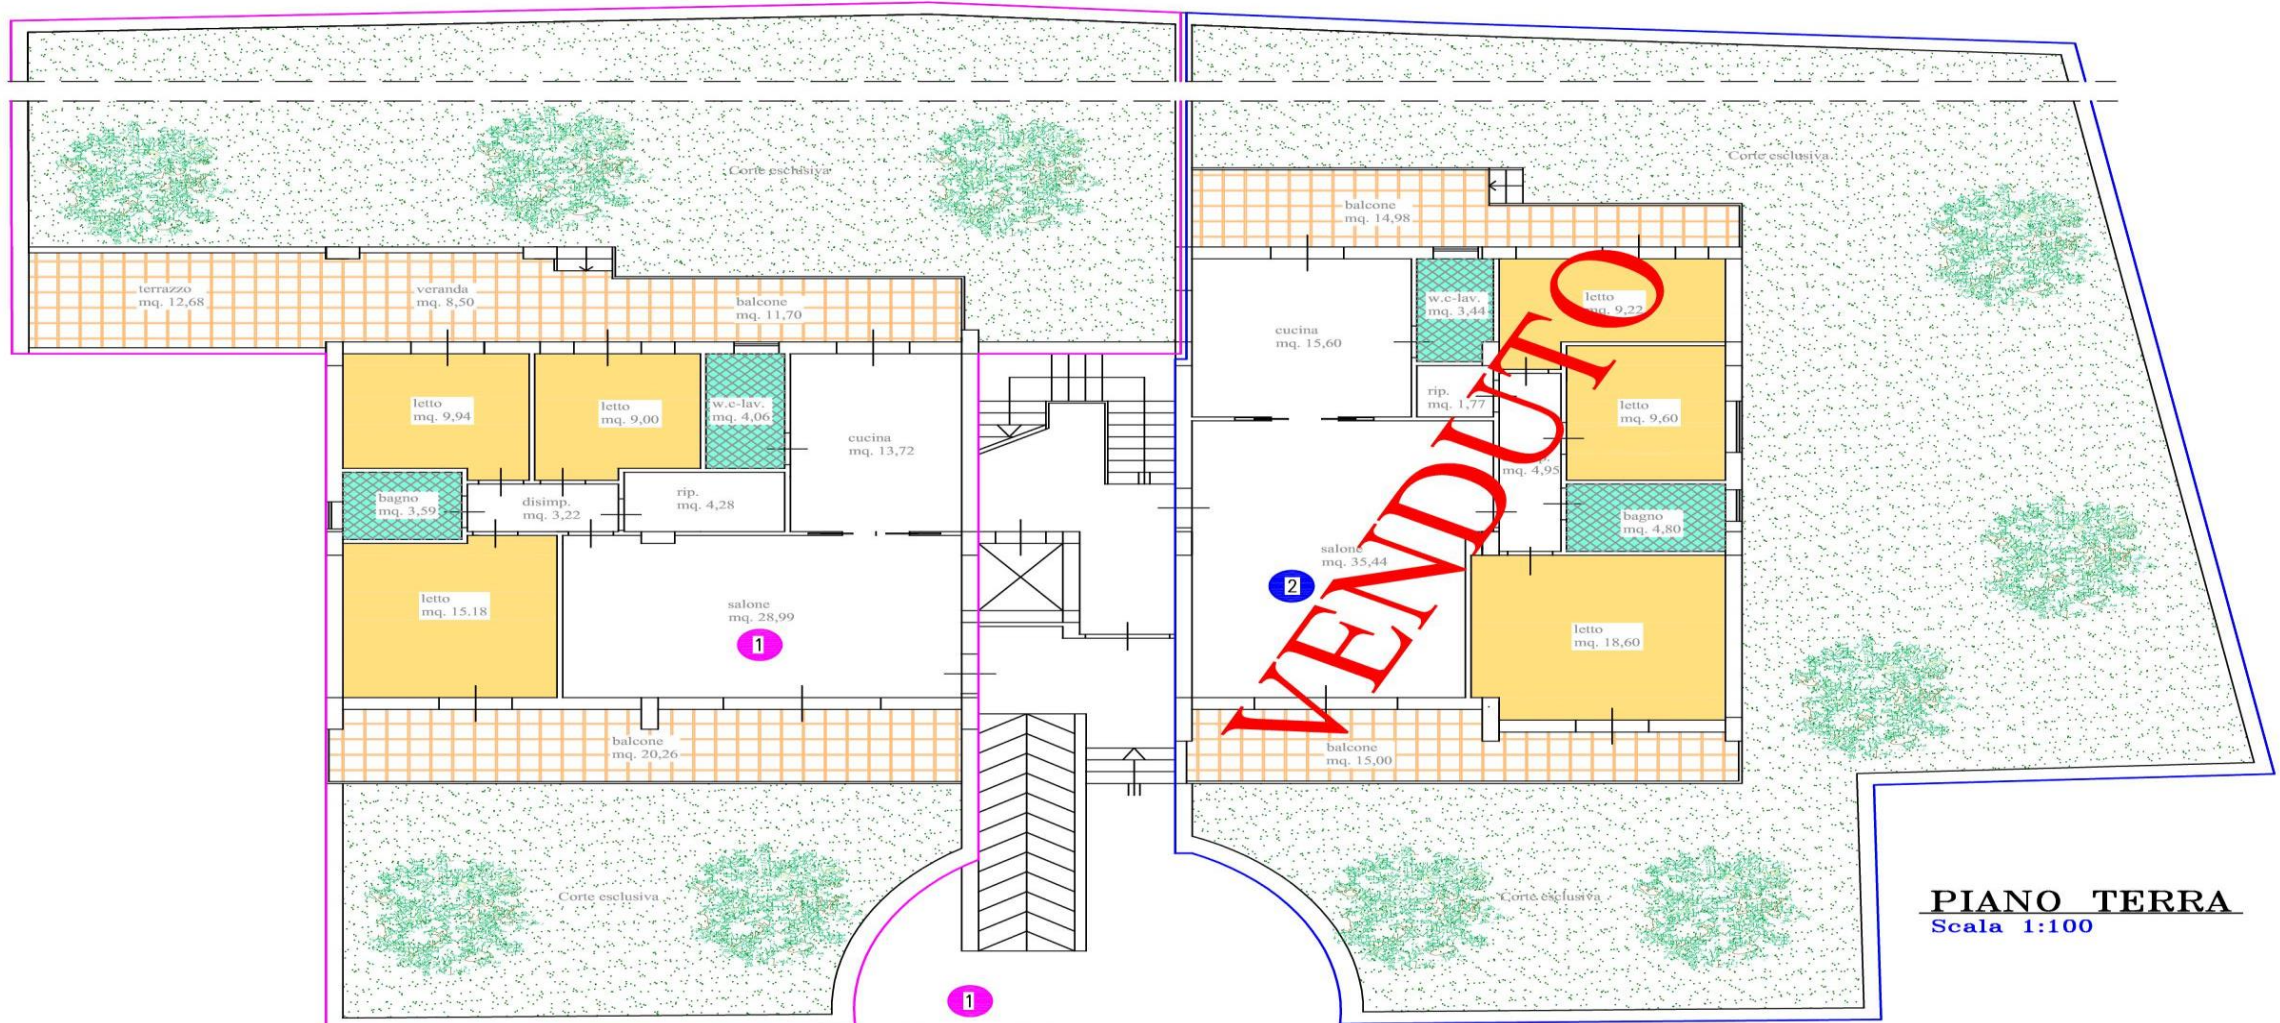 Corte esclusiva
Corte esclusiva
terrazzo
mq. 12,68
veranda
mq. 8,50
balcone
mq. 11,70
balcone
mq. 14,98
letto
mq. 9,94
letto
mq. 9,00
w.c-lav.
mq. 4,06
cucina
mq. 13,72
bagno
mq. 3,59
disimp.
mq. 3,22
rip.
mq. 4,28
letto
mq. 15.18
salone
mq. 28,99
1
balcone
mq. 20,26
Corte esclusiva
1
cucina
mq. 15,60
w.c-lav.
mq. 3,44
letto
mq. 9,22
rip.
mq. 1,77
letto
mq. 9,60
mq. 4,95
bagno
mq. 4,80
salone
mq. 35,44
2
letto
mq. 18,60
VENDUTO
balcone
mq. 15,00
Corte esclusiva
PIANO TERRA
Scala 1:100